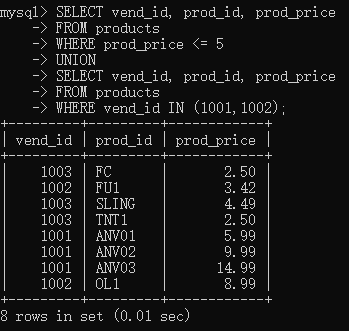 mysql> SELECT vend_id, prod_id, prod_price
    -> FROM products
    -> WHERE prod_price <= 5
    -> UNION
    -> SELECT vend_id, prod_id, prod_price
    -> FROM products
    -> WHERE vend_id IN (1001,1002);
+---------+---------+------------+
| vend_id | prod_id | prod_price |
+---------+---------+------------+
|    1003 | FC      |       2.50 |
|    1002 | FU1     |       3.42 |
|    1003 | SLING   |       4.49 |
|    1003 | TNT1    |       2.50 |
|    1001 | ANV01   |       5.99 |
|    1001 | ANV02   |       9.99 |
|    1001 | ANV03   |      14.99 |
|    1002 | OL1     |       8.99 |
+---------+---------+------------+
8 rows in set (0.01 sec)